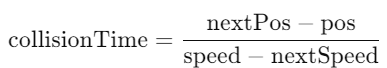 collisionTime = nextPos − pos / speed − nextSpeed